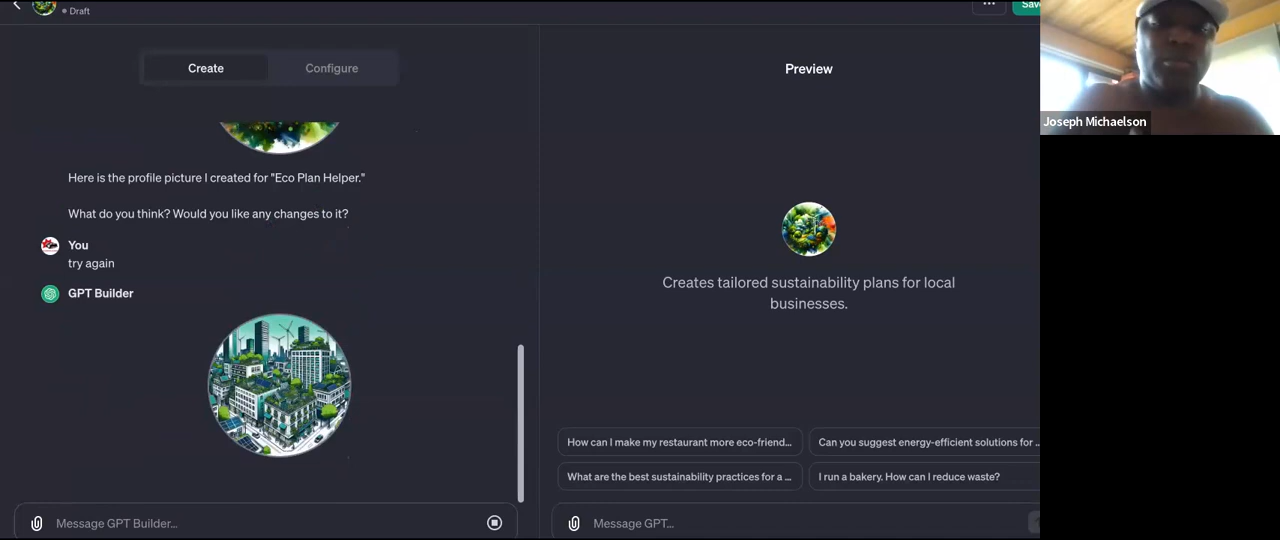 Draft
Save
Create
Configure
Preview
Here is the profile picture I created for "Eco Plan Helper."
What do you think? Would you like any changes to it?
You
try again
GPT Builder
Creates tailored sustainability plans for local
businesses.
How can I make my restaurant more eco-friend...
Can you suggest energy-efficient solutions for ..
What are the best sustainability practices for a ...
I run a bakery. How can I reduce waste?
Message GPT Builder...
Message GPT...
Joseph Michaelson